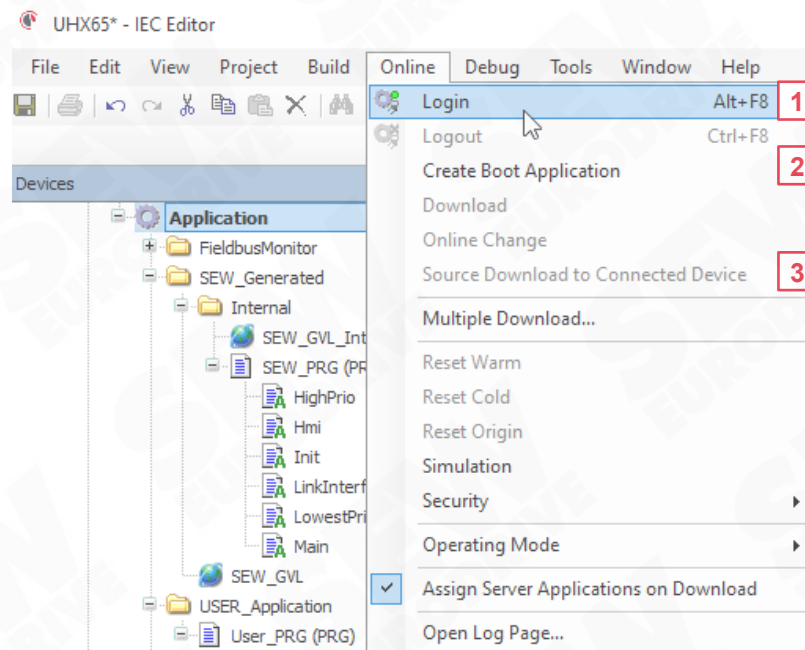 UHX65* - IEC Editor
File Edit View Project Build Online Debug Tools Window Help
Login Alt+F8 1
Logout Ctrl+F8
Create Boot Application 2
Download
Online Change
Source Download to Connected Device 3
Multiple Download...
Reset Warm
Reset Cold
Reset Origin
Simulation
Security
Operating Mode
Assign Server Applications on Download
Open Log Page...
Devices
Application
FieldbusMonitor
SEW_Generated
Internal
SEW_GVL_Int
SEW_PRG (PR
HighPrio
Hmi
Init
LinkInterf
LowestPri
Main
SEW_GVL
USER_Application
User_PRG (PRG)